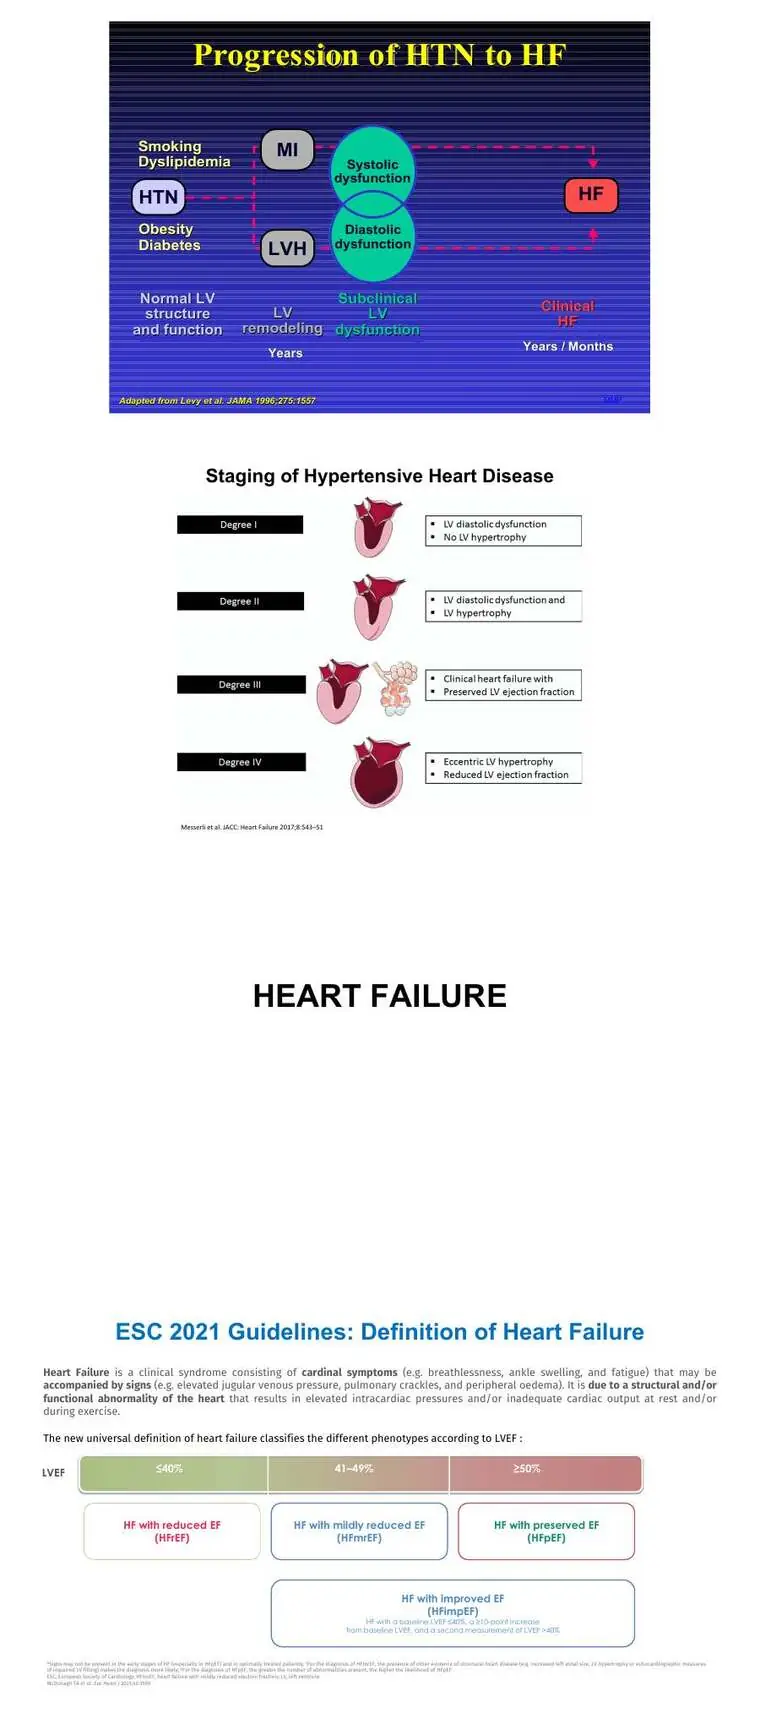 Progression of HTN to HF
Smoking
Dyslipidemia
MI
Systolic
dysfunction
HTN
HF
Obesity
Diabetes
LVH
Diastolic
dysfunction
Normal LV
structure
and function
LV
remodeling
Subclinical
LV
dysfunction
Clinical
HF
Years
Years / Months
Adapted from Levy et al. JAMA 1996;275:1557
Staging of Hypertensive Heart Disease
Degree I
▪ LV diastolic dysfunction
▪ No LV hypertrophy
Degree II
▪ LV diastolic dysfunction and
▪ LV hypertrophy
Degree III
▪ Clinical heart failure with
▪ Preserved LV ejection fraction
Degree IV
▪ Eccentric LV hypertrophy
▪ Reduced LV ejection fraction
Messerli et al. JACC: Heart Failure 2017;8:543–51
HEART FAILURE
ESC 2021 Guidelines: Definition of Heart Failure
Heart Failure is a clinical syndrome consisting of cardinal symptoms (e.g. breathlessness, ankle swelling, and fatigue) that may be
accompanied by signs (e.g. elevated jugular venous pressure, pulmonary crackles, and peripheral oedema). It is due to a structural and/or
functional abnormality of the heart that results in elevated intracardiac pressures and/or inadequate cardiac output at rest and/or
during exercise.
The new universal definition of heart failure classifies the different phenotypes according to LVEF :
LVEF
≤40%
41–49%
≥50%
HF with reduced EF
(HFrEF)
HF with mildly reduced EF
(HFmrEF)
HF with preserved EF
(HFpEF)
HF with improved EF
(HFimpEF)
HF with a baseline LVEF ≤40%, a ≥10-point increase
from baseline LVEF, and a second measurement of LVEF >40%